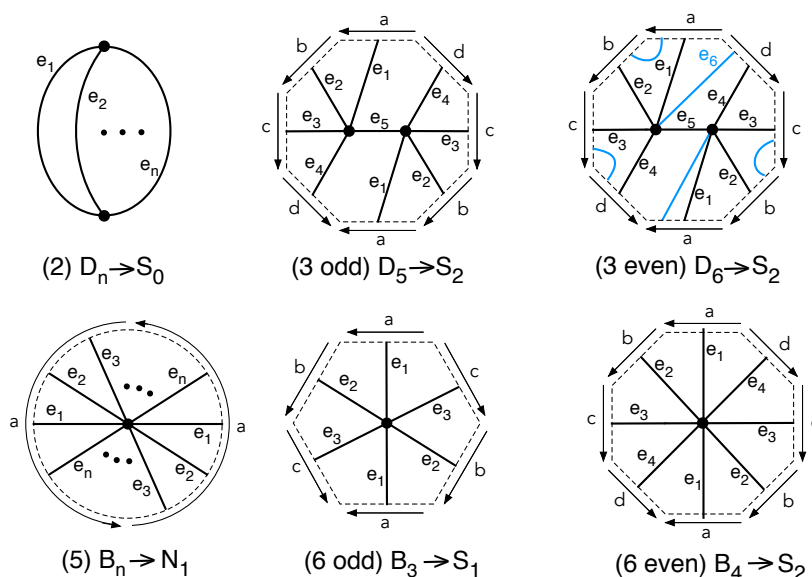 e1
e2
• • •
en
(2) Dn→S0
a
b
d
e1
e2
e4
c
e3
e5
e3
c
e4
e1
e2
d
b
a
(3 odd) D5→S2
a
b
d
e6
e1
e2
e4
c
e5
e3
c
e3
e4
e1
e2
d
b
a
(3 even) D6→S2
e3
e2
en
a
e1
e1
a
en
e2
e3
(5) Bn→N1
a
b
c
e1
e2
e3
e3
e2
c
e1
b
a
(6 odd) B3→S1
a
b
d
e1
e2
e4
c
e3
e3
e4
e1
e2
d
b
a
(6 even) B4→S2